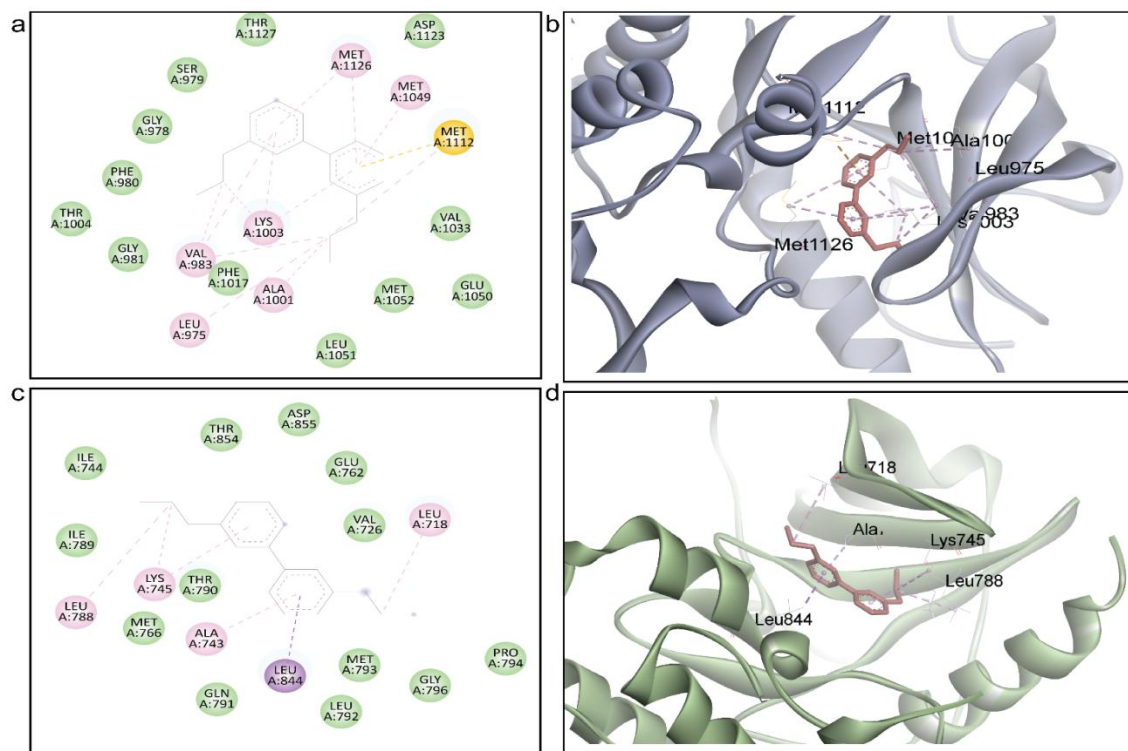 a
THR
A:1127
ASP
A:1123
MET
A:1126
SER
A:979
MET
A:1049
GLY
A:978
MET
A:1112
PHE
A:980
THR
A:1004
LYS
A:1003
VAL
A:1033
GLY
A:981
VAL
A:983
PHE
A:1017
ALA
A:1001
MET
A:1052
GLU
A:1050
LEU
A:975
LEU
A:1051
b
Met10
Leu975
Met1126
c
THR
A:854
ASP
A:855
ILE
A:744
GLU
A:762
VAL
A:726
LEU
A:718
ILE
A:789
LYS
A:745
THR
A:790
LEU
A:788
MET
A:766
ALA
A:743
LEU
A:844
MET
A:793
PRO
A:794
GLY
A:796
GLN
A:791
LEU
A:792
d
Lys745
Leu788
Leu844